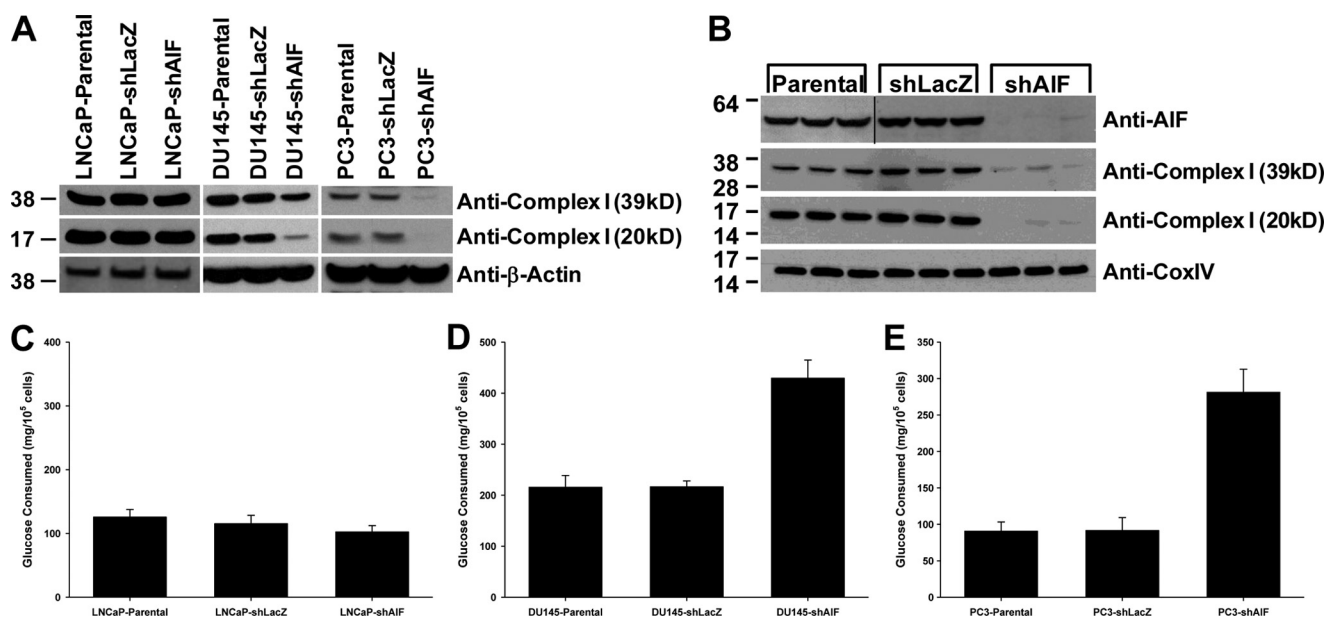 A
LNCaP-Parental
LNCaP-shLacZ
LNCaP-shAIF
DU145-Parental
DU145-shLacZ
DU145-shAIF
PC3-Parental
PC3-shLacZ
PC3-shAIF
38
Anti-Complex I (39kD)
17
Anti-Complex I (20kD)
38
Anti-β-Actin
B
Parental
shLacZ
shAIF
64
Anti-AIF
38
28
Anti-Complex I (39kD)
17
14
Anti-Complex I (20kD)
17
14
Anti-CoxIV
C
Glucose Consumed (mg/10⁵ cells)
400
300
200
100
0
LNCaP-Parental
LNCaP-shLacZ
LNCaP-shAIF
D
Glucose Consumed (mg/10⁵ cells)
500
400
300
200
100
0
DU145-Parental
DU145-shLacZ
DU145-shAIF
E
Glucose Consumed (mg/10⁵ cells)
350
300
250
200
150
100
50
0
PC3-Parental
PC3-shLacZ
PC3-shAIF